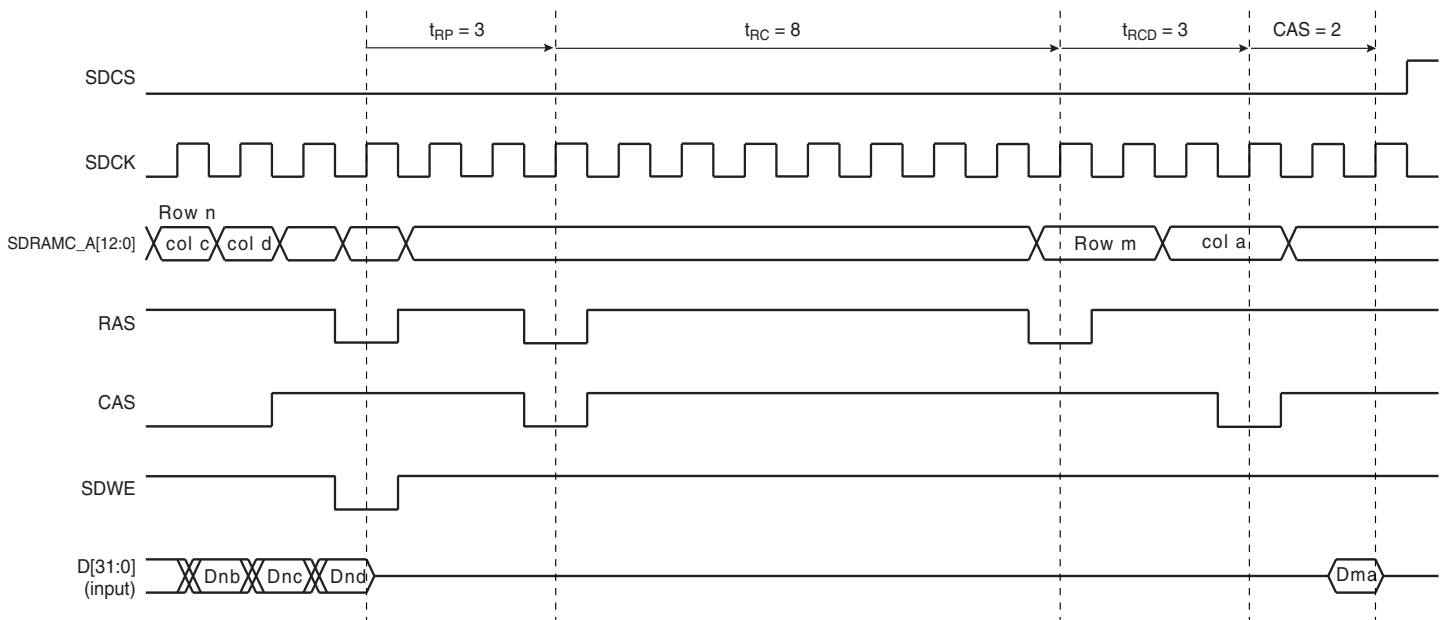 tRP = 3
tRC = 8
tRCD = 3
CAS = 2
SDCS
SDCK
Row n
SDRAMC_A[12:0]
col c
col d
Row m
col a
RAS
CAS
SDWE
D[31:0]
(input)
Dnb
Dnc
Dnd
Dma